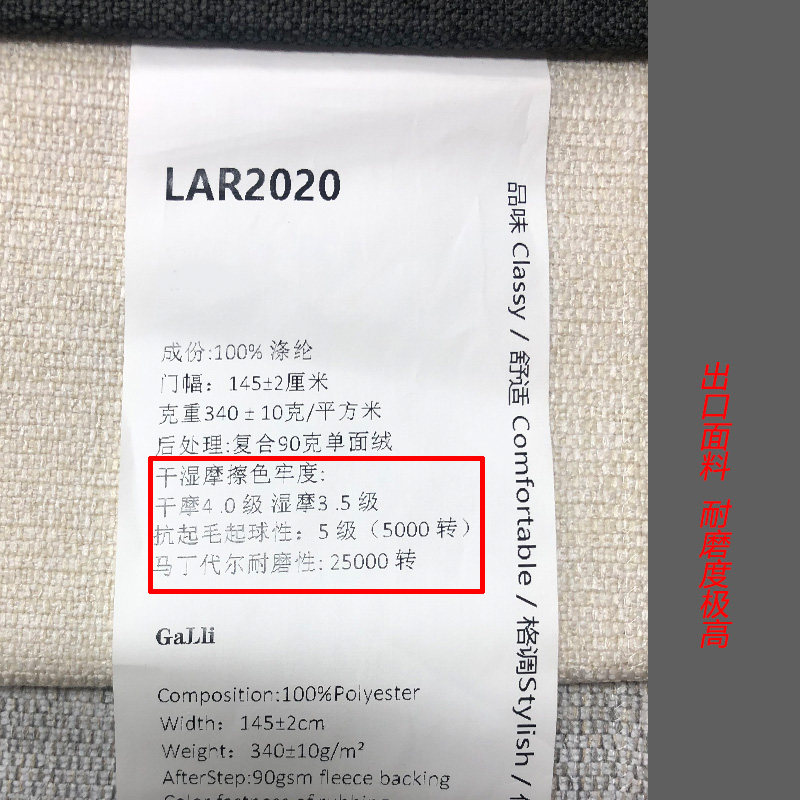 LAR2020
成份:100% 涤纶
门幅：145±2厘米
克重340±10克/平方米
后处理:复合90克单面绒
干湿摩擦色牢度:
干摩4.0级 湿摩3.5级
抗起毛起球性：5级（5000转）
马丁代尔耐磨性: 25000 转
GaLli
Composition:100%Polyester
Width：145±2cm
Weight：340±10g/m²
AfterStep:90gsm fleece backing
Color fastness of rubbing
品味 Classy / 舒适 Comfortable / 格调Stylish /
出口面料 耐磨度极高